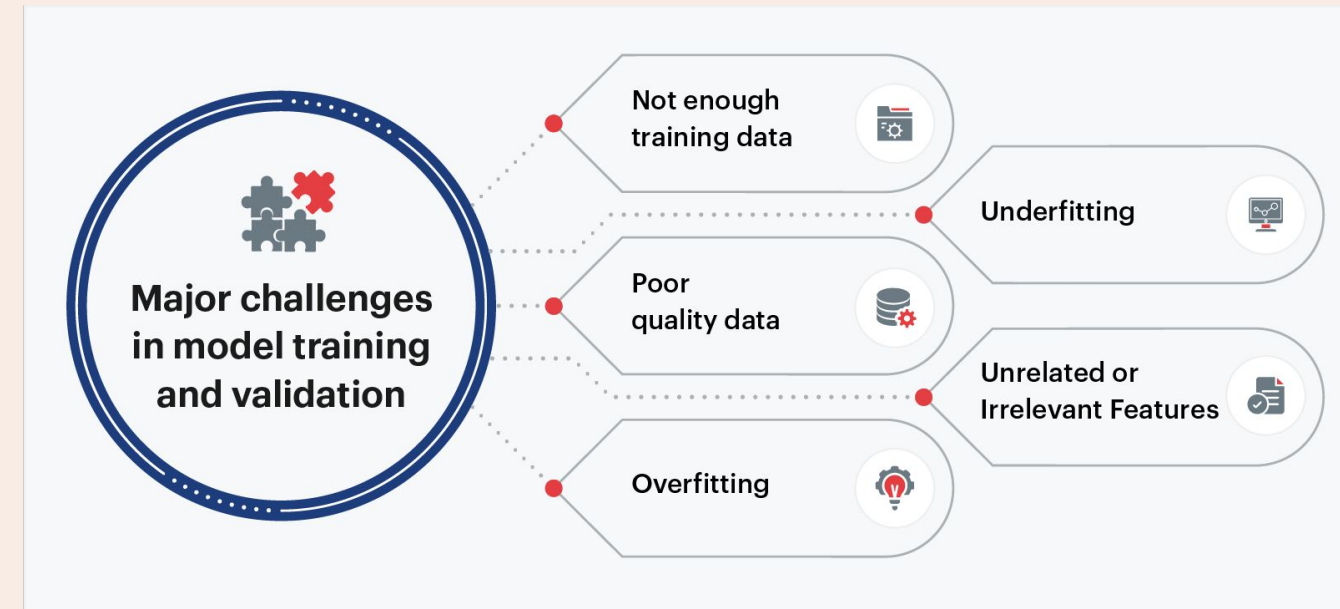 Major challenges
in model training
and validation
Not enough
training data
Underfitting
Poor
quality data
Unrelated or
Irrelevant Features
Overfitting